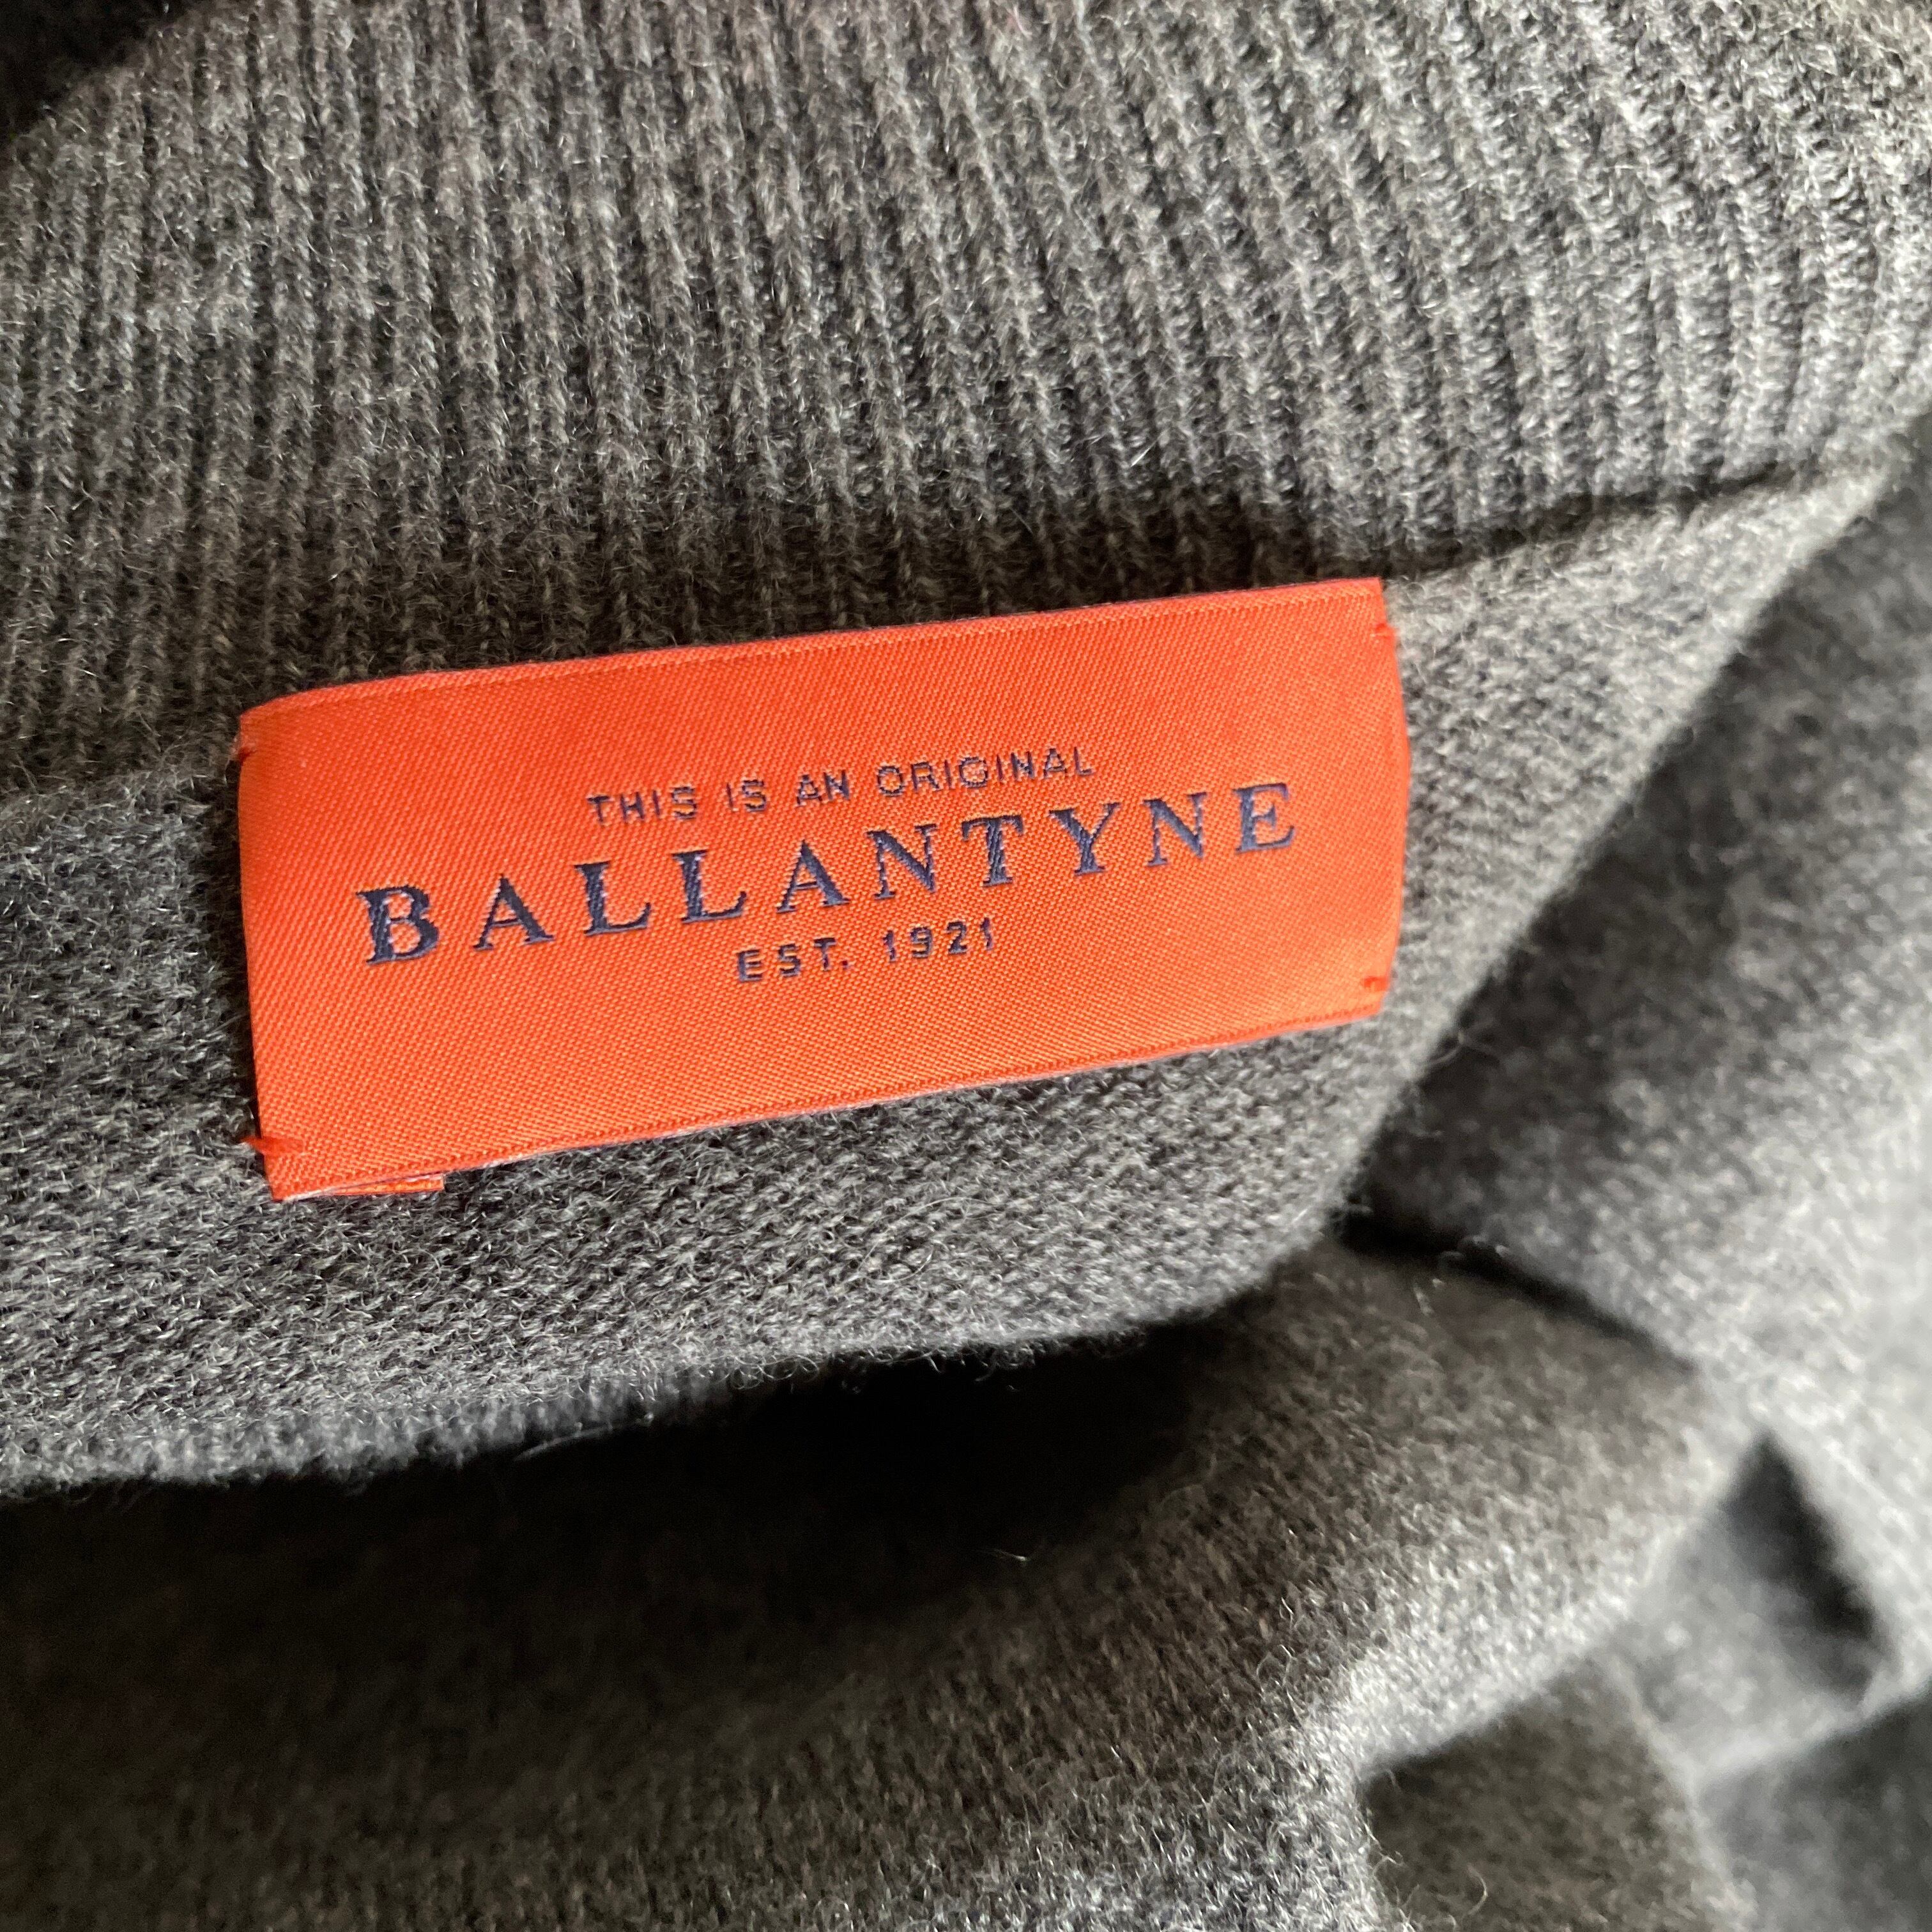 THIS IS AN ORIGINAL
BALLANTYNE
EST. 1921